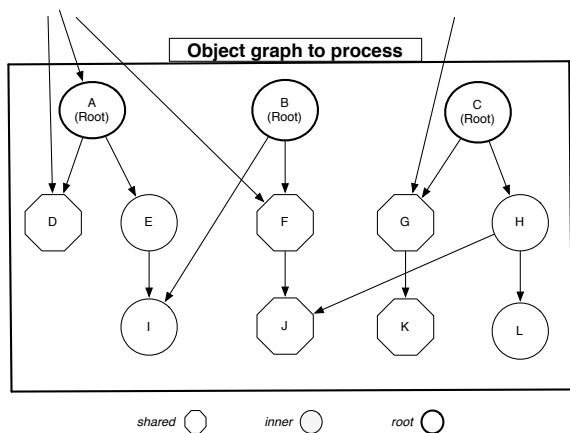 Object graph to process
A
(Root)
B
(Root)
C
(Root)
D
E
F
G
H
I
J
K
L
shared
inner
root